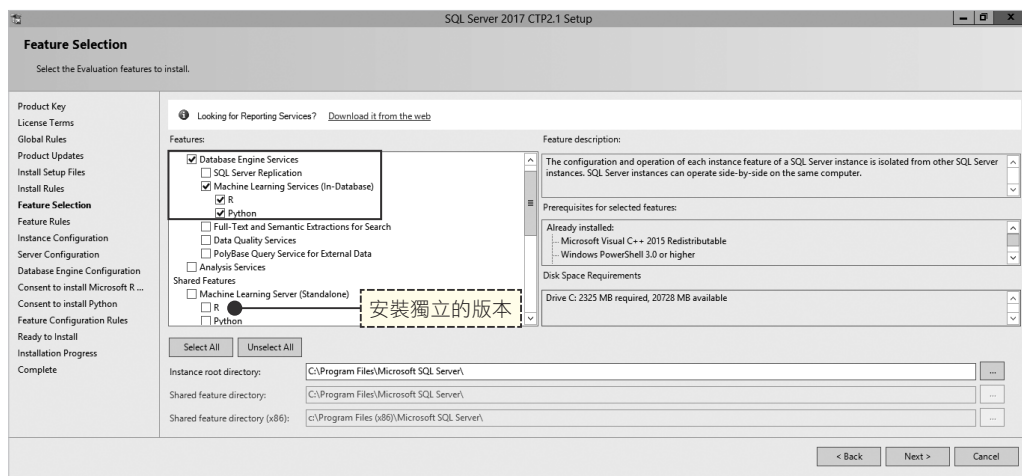 SQL Server 2017 CTP2.1 Setup
Feature Selection
Select the Evaluation features to install.
Product Key
License Terms
Global Rules
Product Updates
Install Setup Files
Install Rules
Feature Selection
Feature Rules
Instance Configuration
Server Configuration
Database Engine Configuration
Consent to install Microsoft R ...
Consent to install Python
Feature Configuration Rules
Ready to Install
Installation Progress
Complete
Looking for Reporting Services? Download it from the web
Features:
Database Engine Services
SQL Server Replication
Machine Learning Services (In-Database)
R
Python
Full-Text and Semantic Extractions for Search
Data Quality Services
PolyBase Query Service for External Data
Analysis Services
Shared Features
Machine Learning Server (Standalone)
R
Python
安裝獨立的版本
Feature description:
The configuration and operation of each instance feature of a SQL Server instance is isolated from other SQL Server
instances. SQL Server instances can operate side-by-side on the same computer.
Prerequisites for selected features:
Already installed:
Microsoft Visual C++ 2015 Redistributable
Windows PowerShell 3.0 or higher
Disk Space Requirements
Drive C: 2325 MB required, 20728 MB available
Select All
Unselect All
Instance root directory: C:\Program Files\Microsoft SQL Server\
...
Shared feature directory: C:\Program Files\Microsoft SQL Server\
...
Shared feature directory (x86): c:\Program Files (x86)\Microsoft SQL Server\
...
< Back
Next >
Cancel